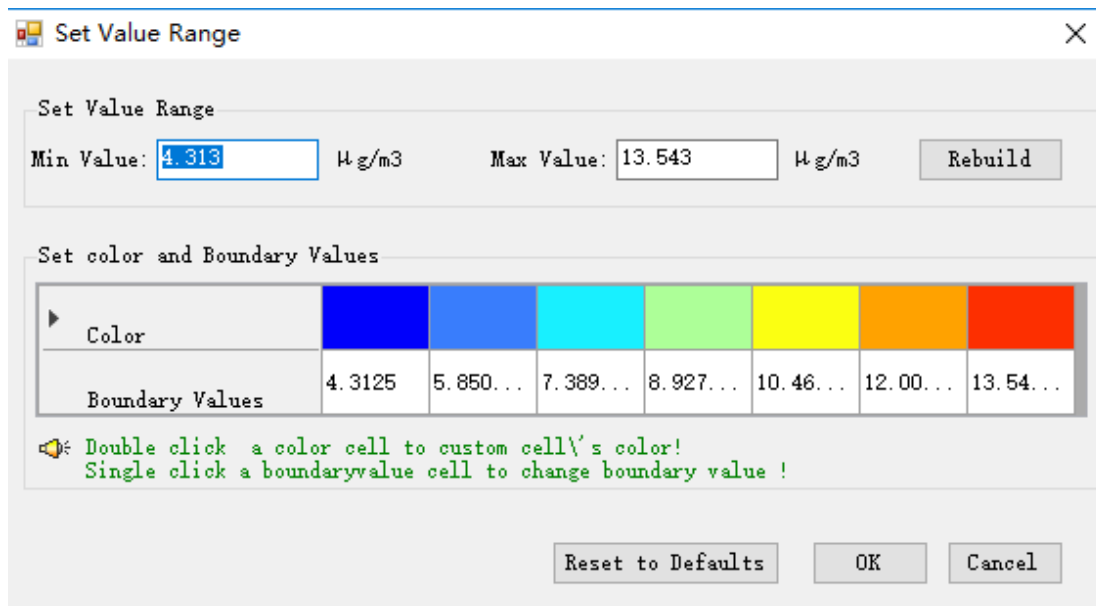 Set Value Range
Set Value Range
Min Value: 4.313 μg/m3 Max Value: 13.543 μg/m3 Rebuild
Set color and Boundary Values
Color
Boundary Values 4.3125 5.850... 7.389... 8.927... 10.46... 12.00... 13.54...
Double click a color cell to custom cell\'s color!
Single click a boundaryvalue cell to change boundary value !
Reset to Defaults OK Cancel